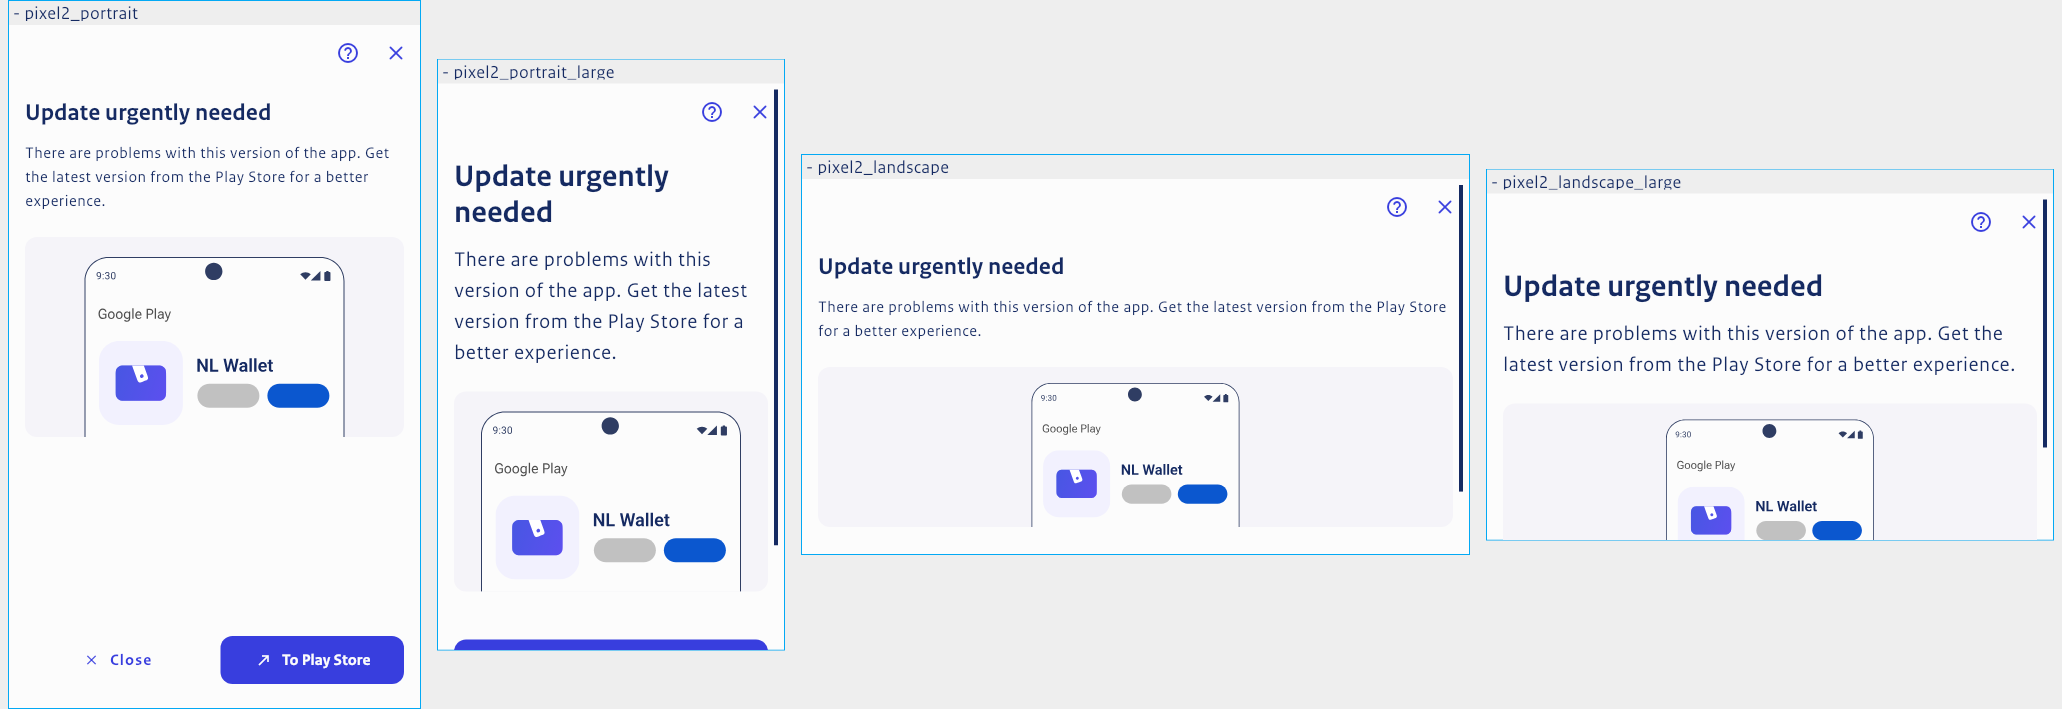 - pixel2_portrait
Update urgently needed
There are problems with this version of the app. Get
the latest version from the Play Store for a better
experience.
9:30
Google Play
NL Wallet
Close
To Play Store
- pixel2_portrait_large
Update urgently
needed
There are problems with this
version of the app. Get the latest
version from the Play Store for a
better experience.
9:30
Google Play
NL Wallet
- pixel2_landscape
Update urgently needed
There are problems with this version of the app. Get the latest version from the Play Store
for a better experience.
9:30
Google Play
NL Wallet
- pixel2_landscape_large
Update urgently needed
There are problems with this version of the app. Get the
latest version from the Play Store for a better experience.
9:30
Google Play
NL Wallet